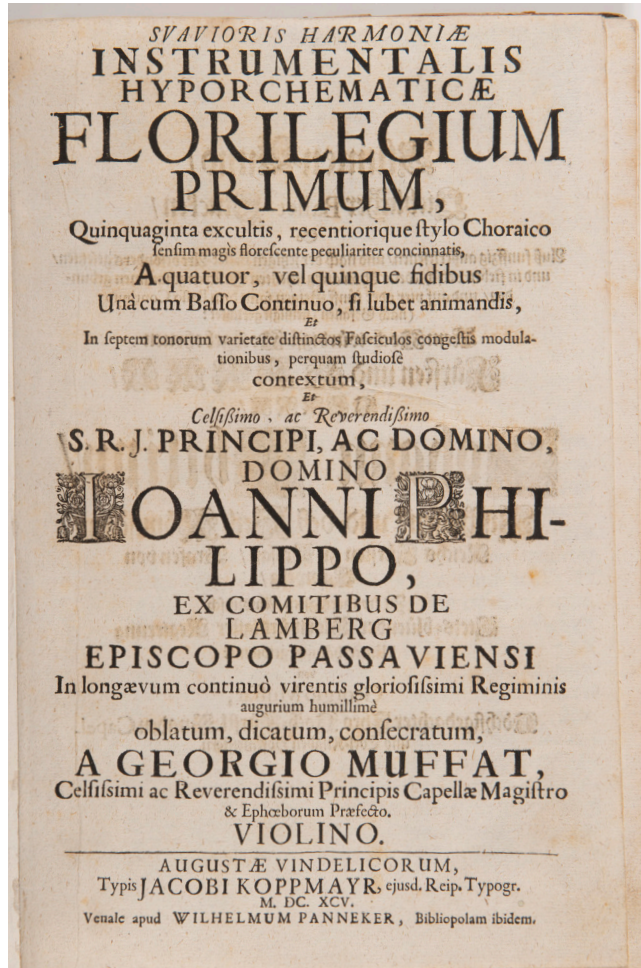 SVAVIORIS HARMONIÆ
INSTRUMENTALIS
HYPORCHEMATICÆ
FLORILEGIUM
PRIMUM,
Quinquaginta excultis, recentiorique ſtylo Choraico
ſenſim magìs floreſcente peculiariter concinnatis,
A quatuor, vel quinque fidibus
Unà cum Baſſo Continuo, ſi lubet animandis,
Et
In ſeptem tonorum varietate diſtinctos Faſciculos congeſtis modula-
tionibus, perquam ſtudiosè
contextum,
Et
Celſißimo, ac Reverendißimo
S. R. J. PRINCIPI, AC DOMINO,
DOMINO
IOANNI PHI-
LIPPO,
EX COMITIBUS DE
LAMBERG
EPISCOPO PASSAVIENSI
In longævum continuò virentis glorioſiſsimi Regiminis
augurium humillimè
oblatum, dicatum, conſecratum,
A GEORGIO MUFFAT,
Celſiſsimi ac Reverendiſsimi Principis Capellæ Magiſtro
& Ephœborum Præfecto.
VIOLINO.
AUGUSTÆ VINDELICORUM,
Typis JACOBI KOPPMAYR, ejusd. Reip. Typogr.
M. DC. XCV.
Venale apud WILHELMUM PANNEKER, Bibliopolam ibidem.